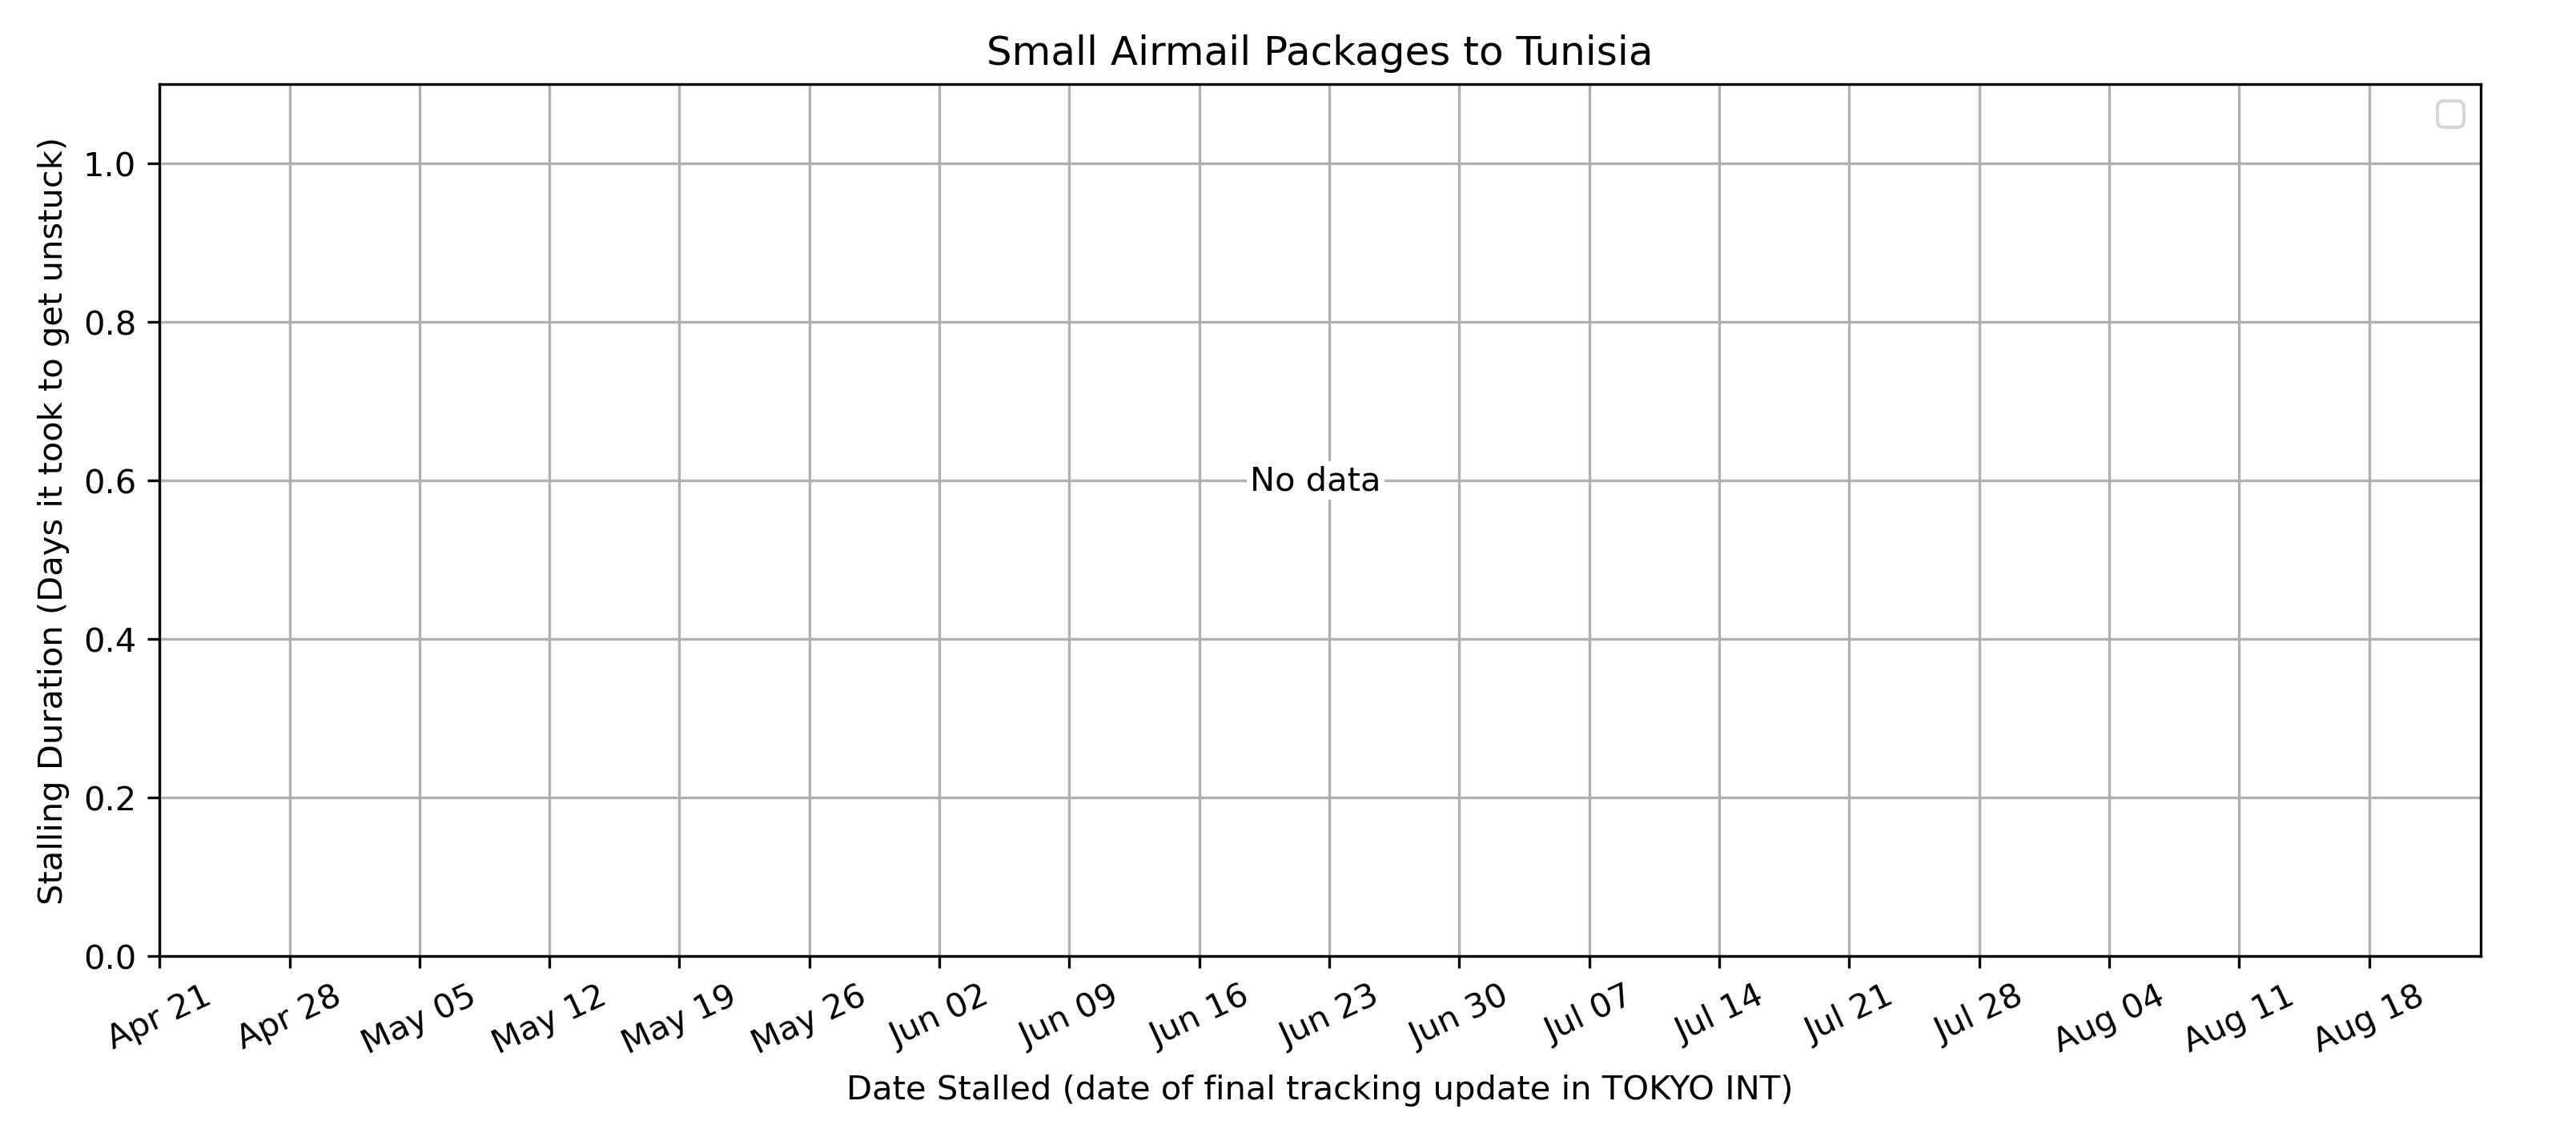 Small Airmail Packages to Tunisia
Stalling Duration (Days it took to get unstuck)
1.0
0.8
0.6
0.4
0.2
0.0
No data
Apr 21 Apr 28 May 05 May 12 May 19 May 26 Jun 02 Jun 09 Jun 16 Jun 23 Jun 30 Jul 07 Jul 14 Jul 21 Jul 28 Aug 04 Aug 11 Aug 18
Date Stalled (date of final tracking update in TOKYO INT)